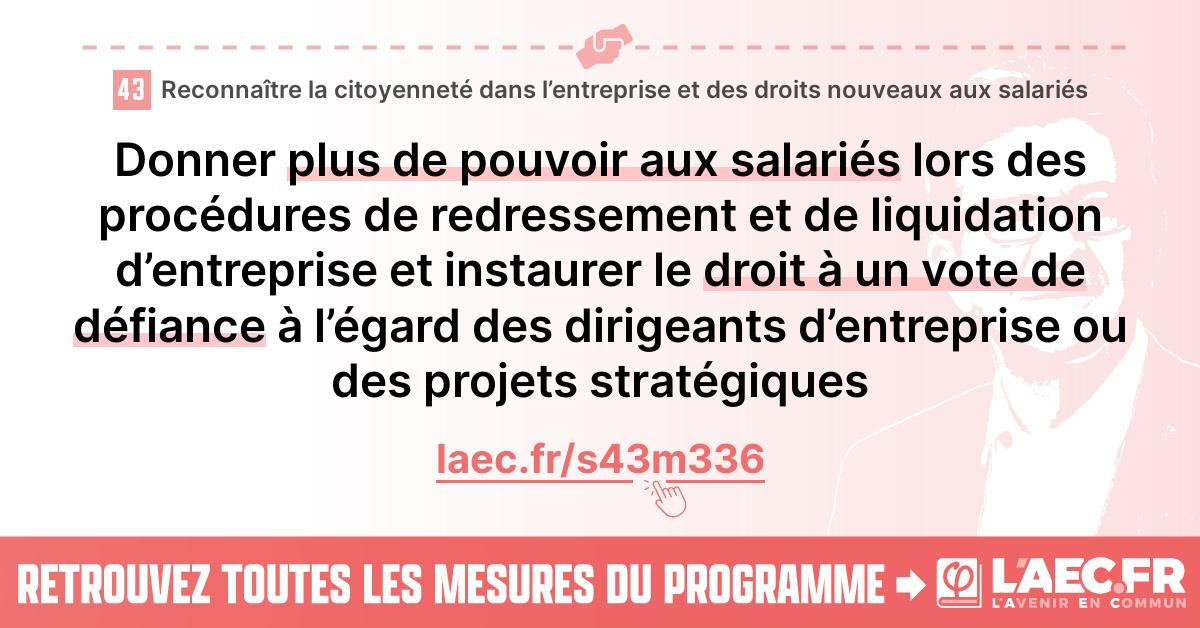 43 Reconnaître la citoyenneté dans l’entreprise et des droits nouveaux aux salariés
Donner plus de pouvoir aux salariés lors des
procédures de redressement et de liquidation
d’entreprise et instaurer le droit à un vote de
défiance à l’égard des dirigeants d’entreprise ou
des projets stratégiques
laec.fr/s43m336
RETROUVEZ TOUTES LES MESURES DU PROGRAMME
L'AEC.FR
L'AVENIR EN COMMUN